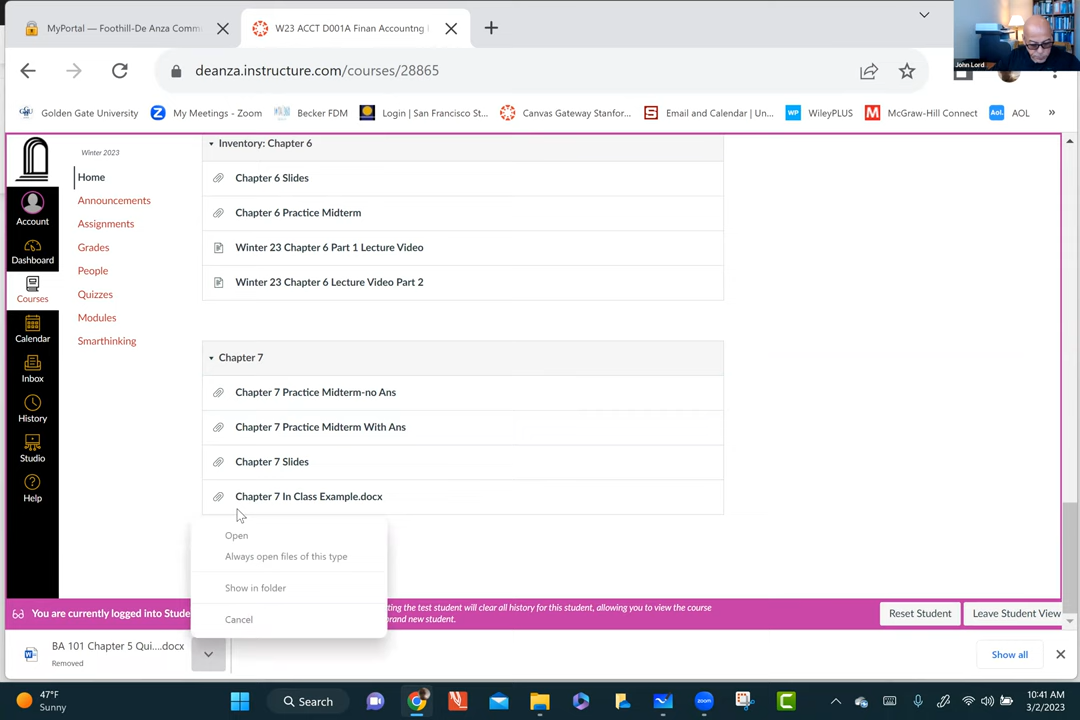 MyPortal — Foothill-De Anza Commu
W23 ACCT D001A Finan Accountng
John Lord
deanza.instructure.com/courses/28865
Golden Gate University
My Meetings - Zoom
Becker FDM
Login | San Francisco St...
Canvas Gateway Stanfor...
Email and Calendar | Un...
WP WileyPLUS
McGraw-Hill Connect
Aol. AOL
»
Winter 2023
Home
Announcements
Assignments
Grades
People
Quizzes
Modules
Smarthinking
Account
Dashboard
Courses
Calendar
Inbox
History
Studio
Help
Inventory: Chapter 6
Chapter 6 Slides
Chapter 6 Practice Midterm
Winter 23 Chapter 6 Part 1 Lecture Video
Winter 23 Chapter 6 Lecture Video Part 2
Chapter 7
Chapter 7 Practice Midterm-no Ans
Chapter 7 Practice Midterm With Ans
Chapter 7 Slides
Chapter 7 In Class Example.docx
Open
Always open files of this type
Show in folder
Cancel
You are currently logged into Stude
ting the test student will clear all history for this student, allowing you to view the course
brand new student.
Reset Student
Leave Student View
BA 101 Chapter 5 Qui....docx
Removed
Show all
47°F
Sunny
Search
zoom
10:41 AM
3/2/2023